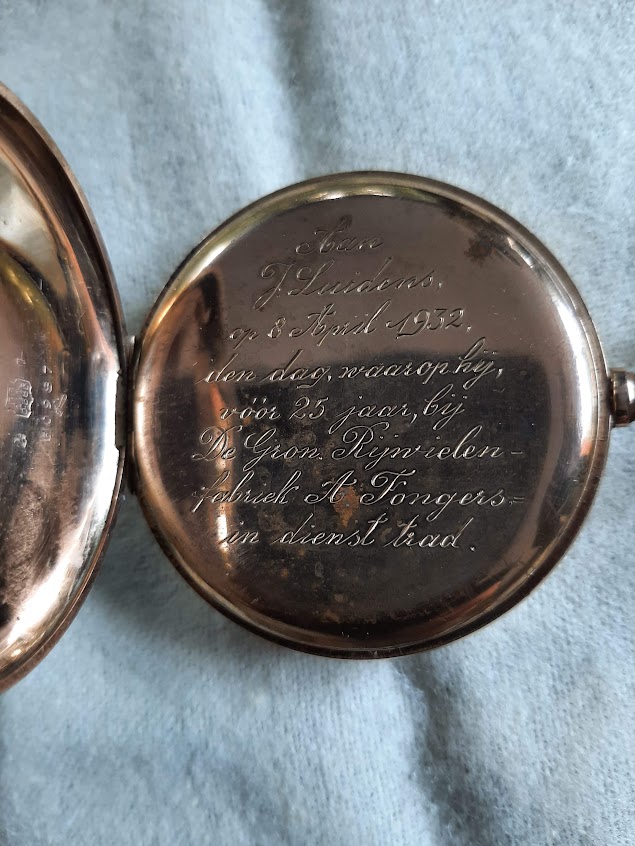 Aan
J. Luidens.
op 8 April 1932.
den dag, waarop hij,
vóór 25 jaar, bij
De Gron. Rijwielen-
fabriek A. Fongers=
in dienst trad.